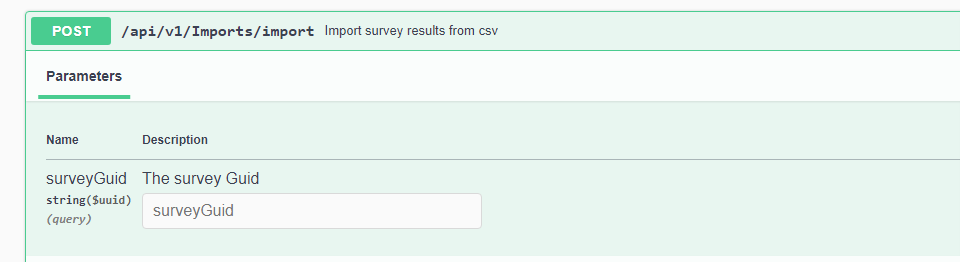 POST /api/v1/Imports/import Import survey results from csv
Parameters
Name Description
surveyGuid The survey Guid
string($uuid) surveyGuid
(query)